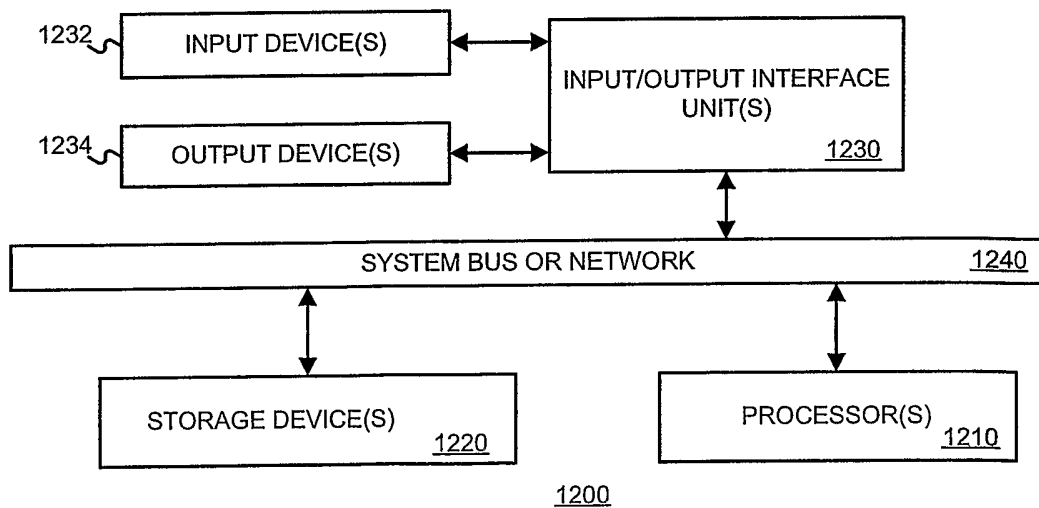 1232
INPUT DEVICE(S)
INPUT/OUTPUT INTERFACE
UNIT(S)
1230
1234
OUTPUT DEVICE(S)
SYSTEM BUS OR NETWORK
1240
STORAGE DEVICE(S)
1220
PROCESSOR(S)
1210
1200